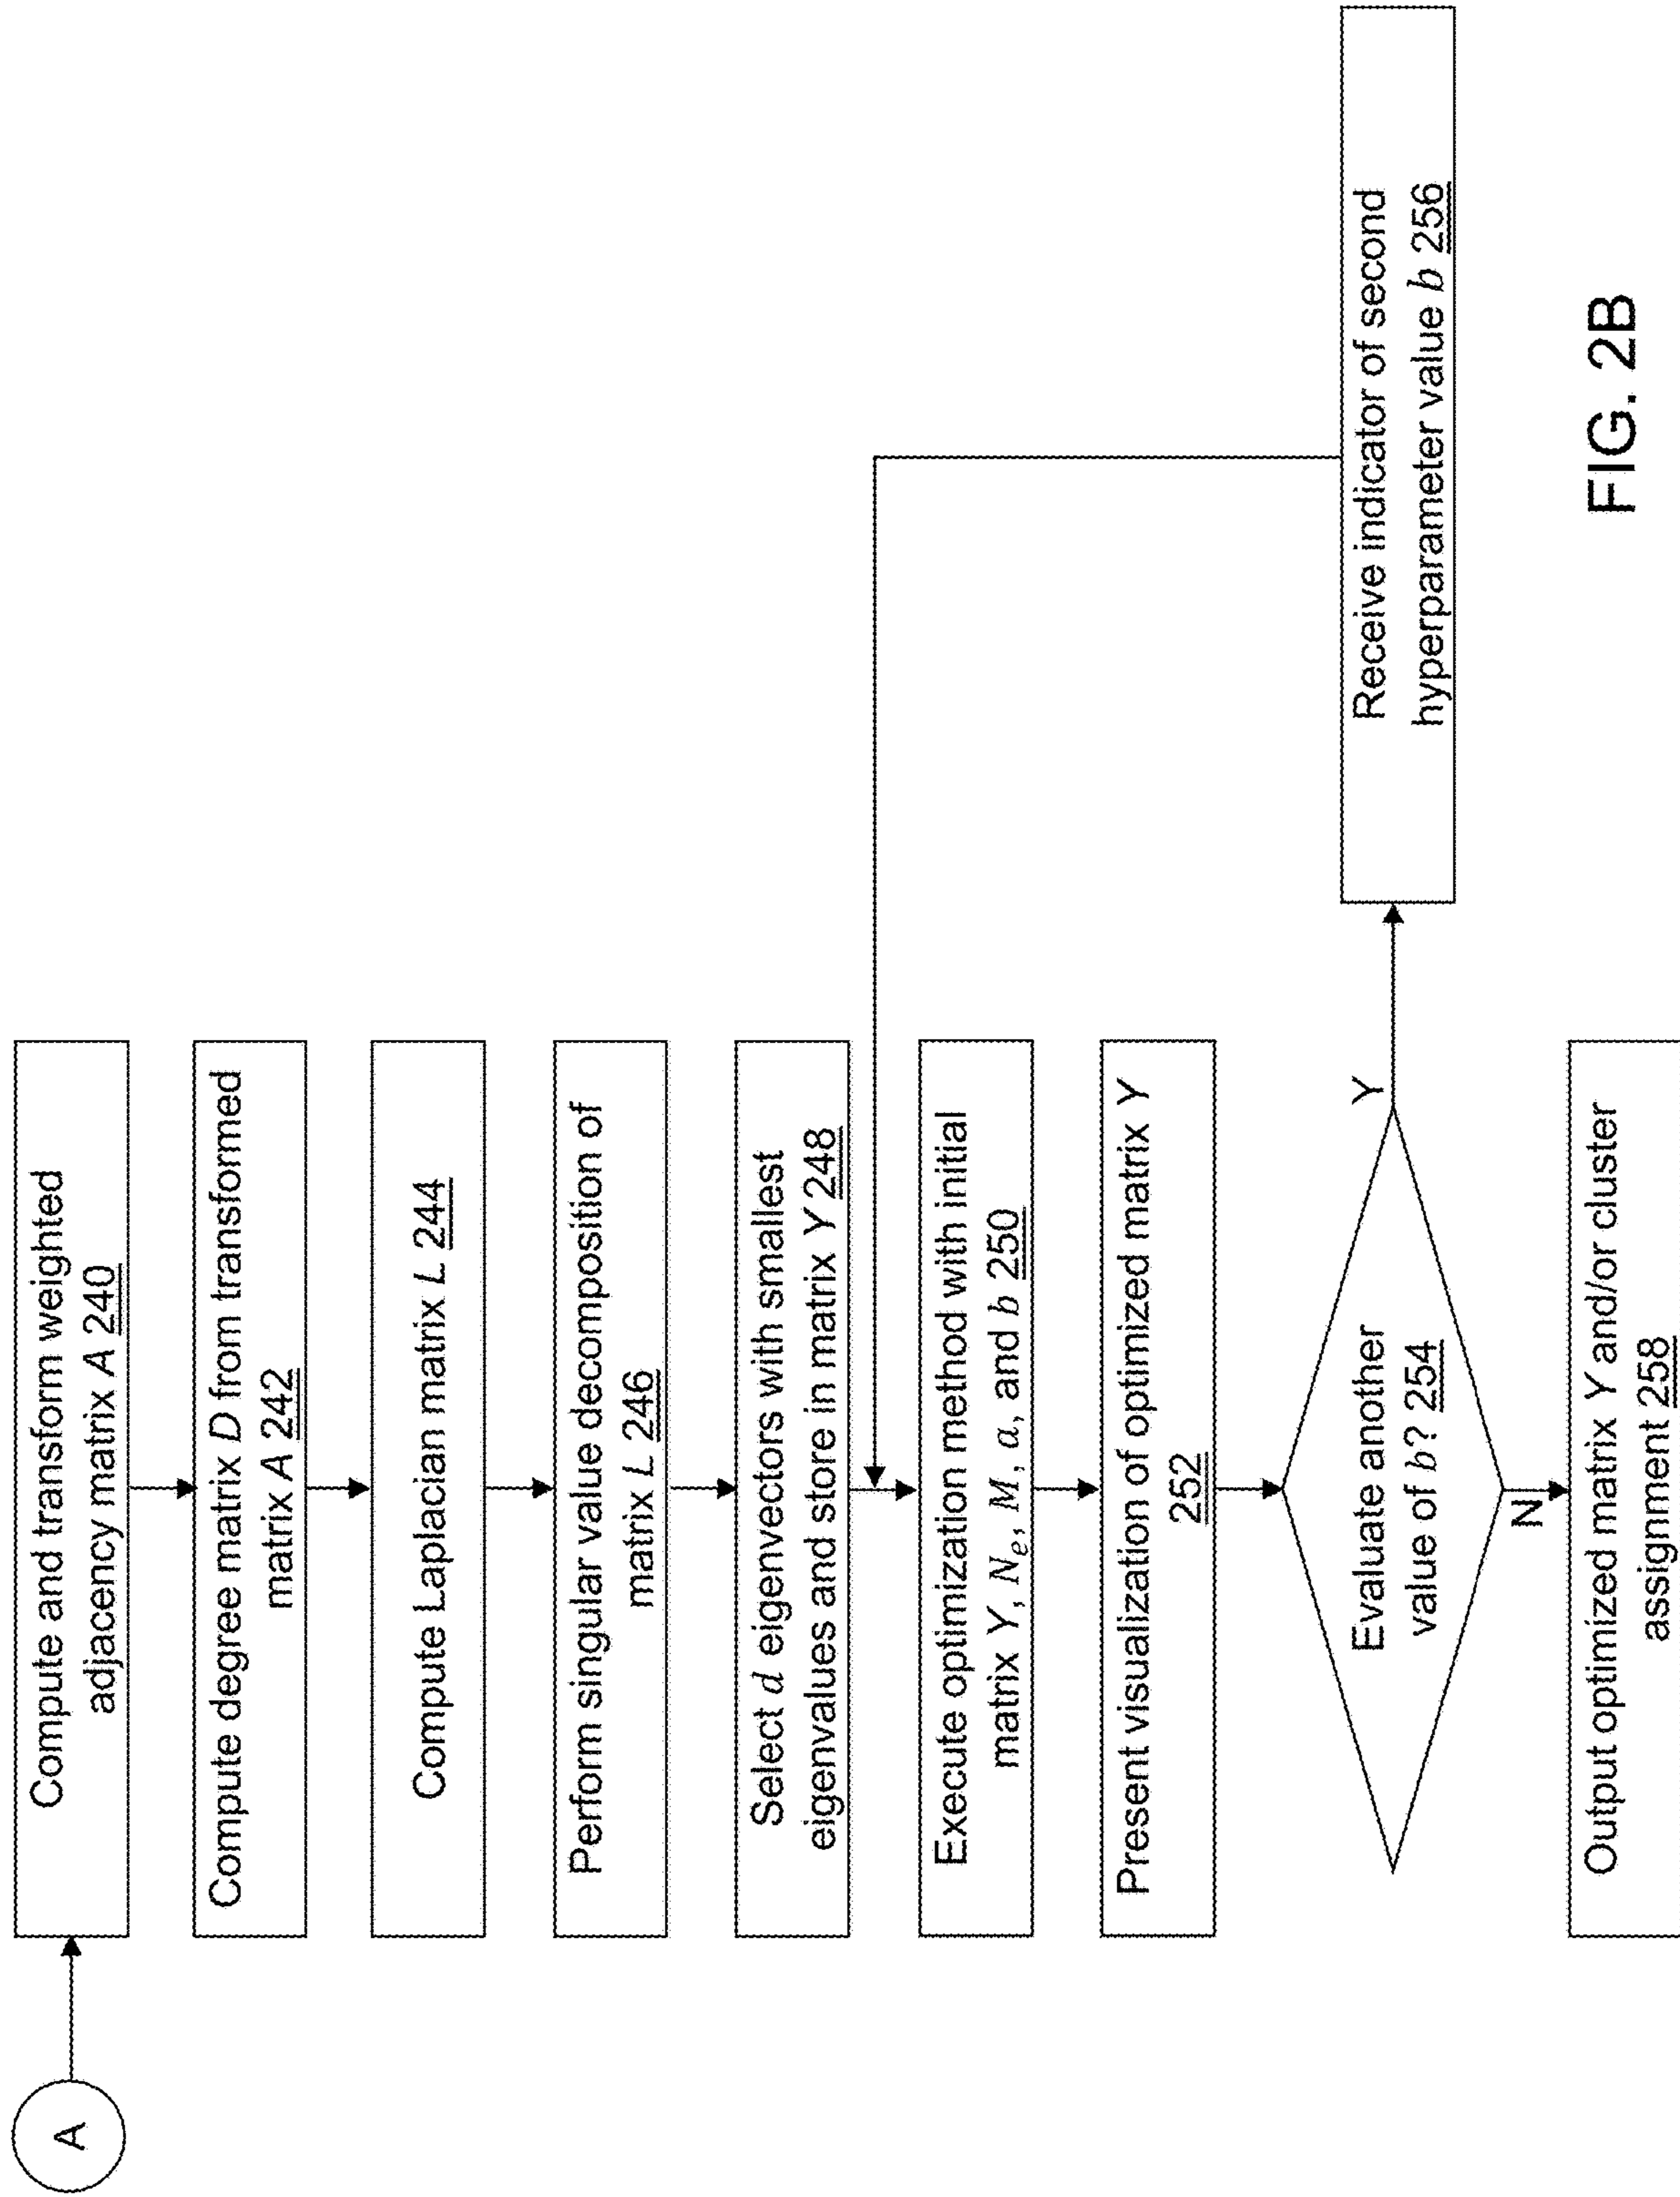 A
Compute and transform weighted
adjacency matrix A 240
Compute degree matrix D from transformed
matrix A 242
Compute Laplacian matrix L 244
Perform singular value decomposition of
matrix L 246
Select d eigenvectors with smallest
eigenvalues and store in matrix Y 248
Execute optimization method with initial
matrix Y, Nₑ, M, a, and b 250
Present visualization of optimized matrix Y
252
Evaluate another
value of b? 254
Y
Receive indicator of second
hyperparameter value b 256
N
Output optimized matrix Y and/or cluster
assignment 258
FIG. 2B